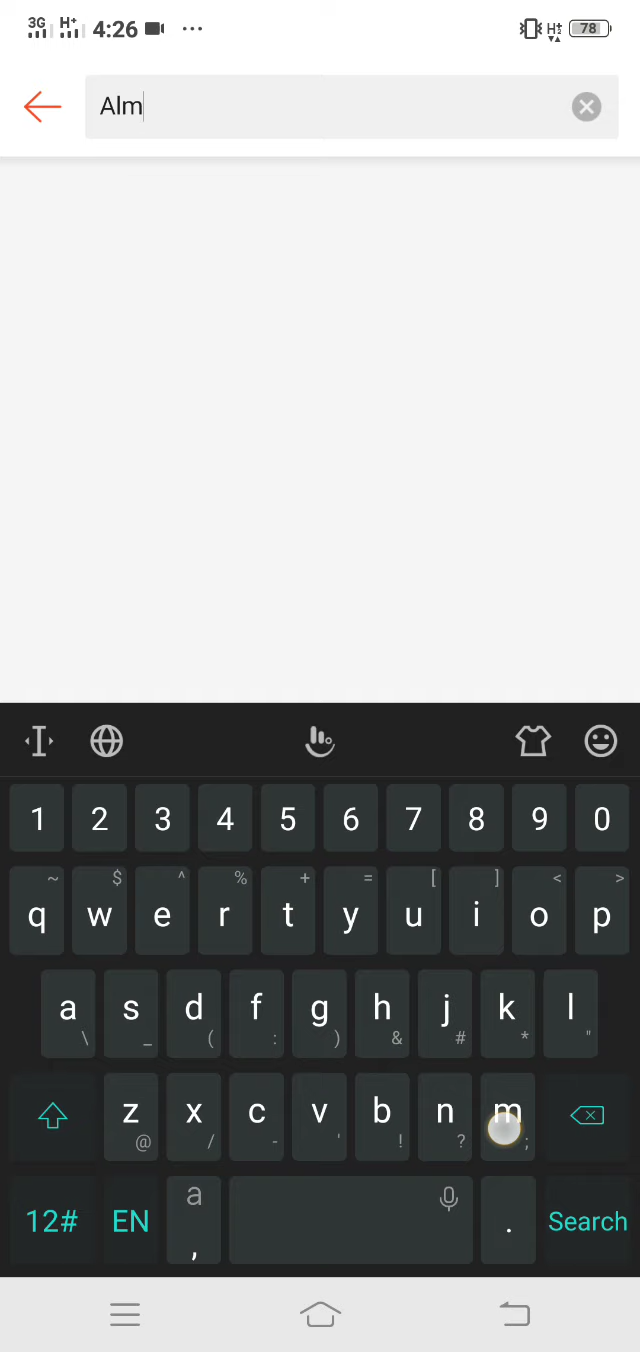 3G H+ 4:26 ... H‡ 78
Alm
1 2 3 4 5 6 7 8 9 0
~ $ ^ % + = [ ] < >
q w e r t y u i o p
a s d f g h j k l
\ _ ( : ) & # * "
z x c v b n m
@ / - ' ! ? ;
12# EN a , . Search